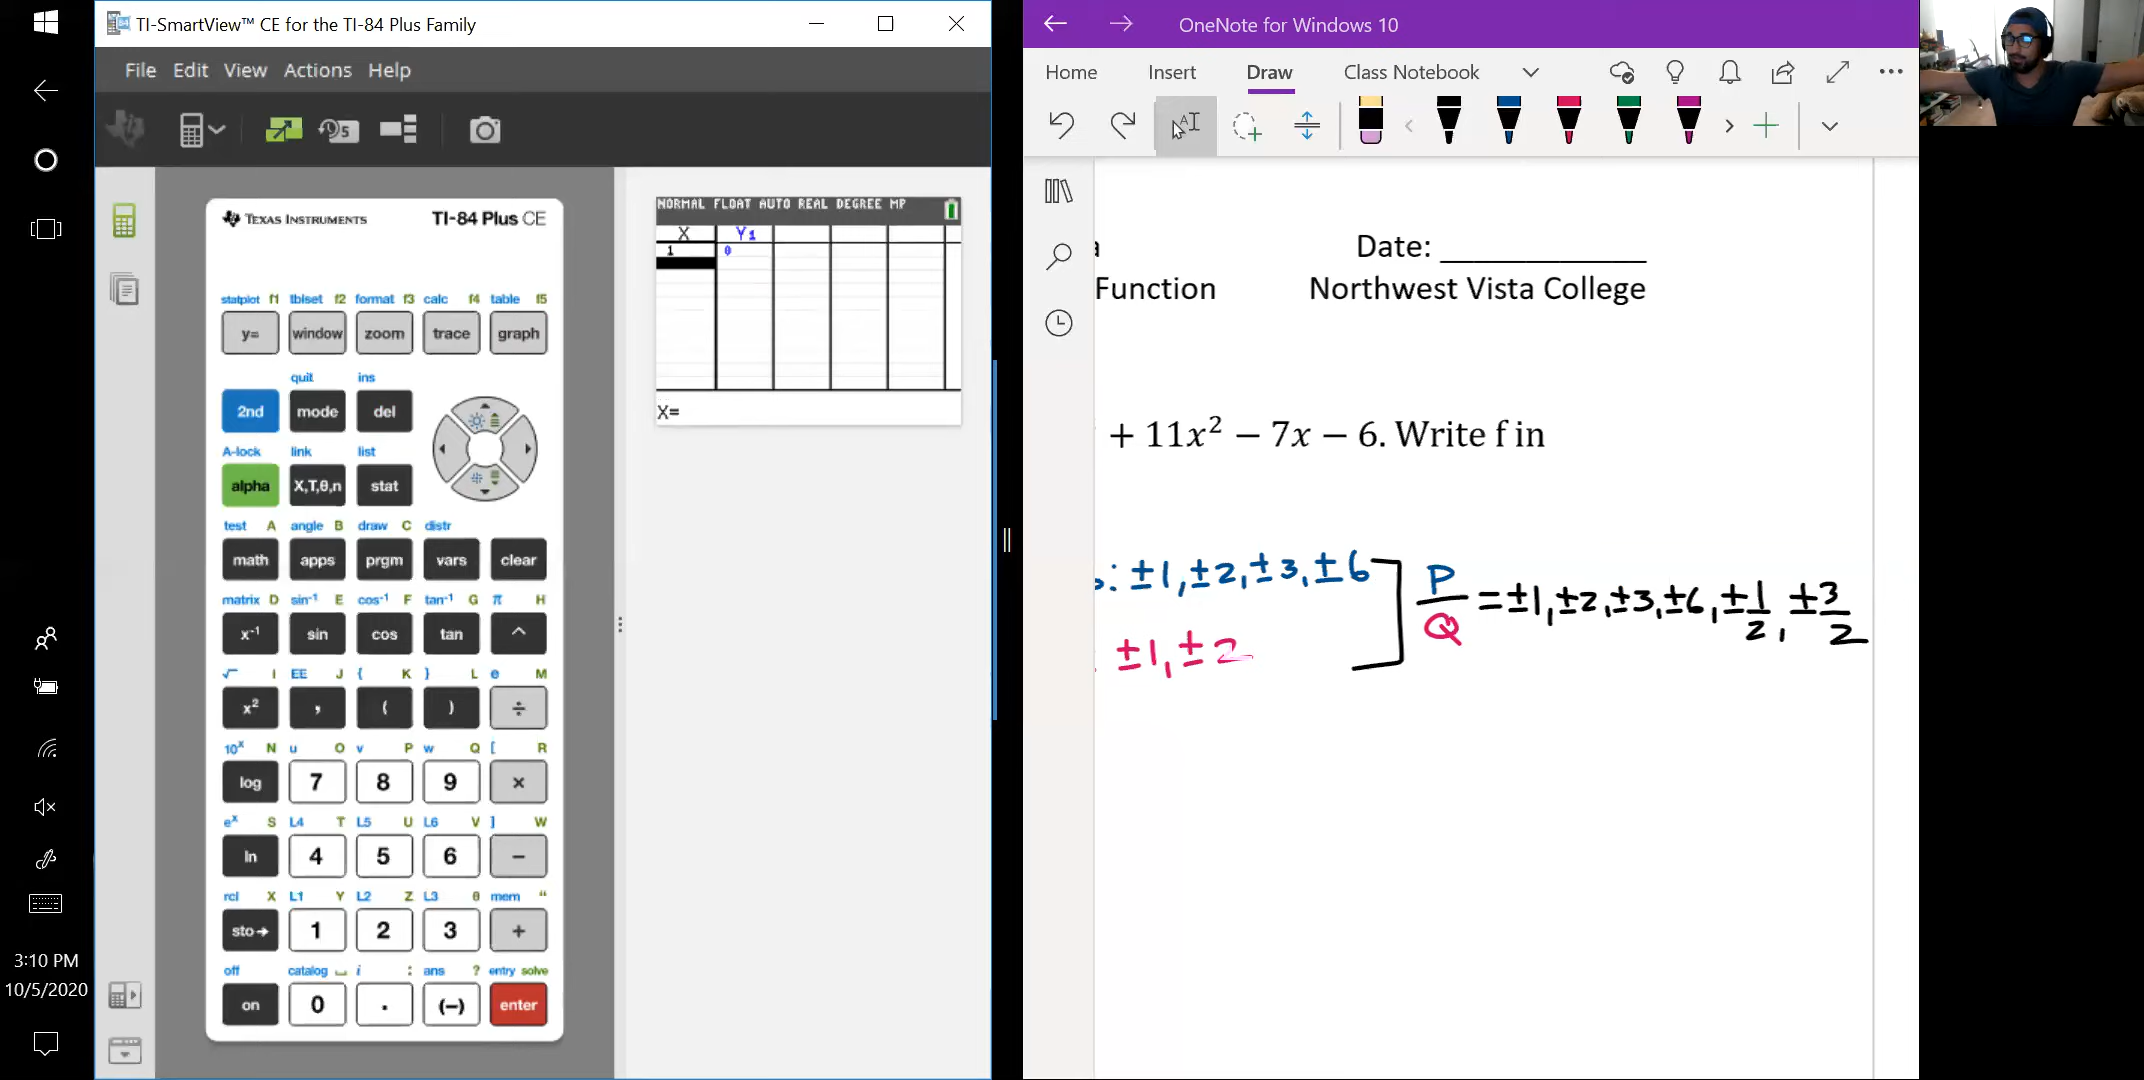 TI-SmartView™ CE for the TI-84 Plus Family
File Edit View Actions Help
TEXAS INSTRUMENTS TI-84 Plus CE
statplot f1 tblset f2 format f3 calc f4 table f5
y= window zoom trace graph
quit ins
2nd mode del
A-lock link list
alpha X,T,θ,n stat
test A angle B draw C distr
math apps prgm vars clear
matrix D sin⁻¹ E cos⁻¹ F tan⁻¹ G π H
x⁻¹ sin cos tan ^
√ I EE J { K } L e M
x² , ( ) ÷
10ˣ N u O v P w Q [ R
log 7 8 9 ×
eˣ S L4 T L5 U L6 V ] W
ln 4 5 6 −
rcl X L1 Y L2 Z L3 θ mem "
sto→ 1 2 3 +
off catalog ⎵ i : ans ? entry solve
on 0 . (−) enter
NORMAL FLOAT AUTO REAL DEGREE MP
X Y1
1 0
X=
OneNote for Windows 10
Home Insert Draw Class Notebook
a Date: ____________
Function Northwest Vista College
+ 11x² − 7x − 6. Write f in
: ±1, ±2, ±3, ±6
: ±1, ±2
P/Q = ±1, ±2, ±3, ±6, ±1/2, ±3/2
3:10 PM
10/5/2020